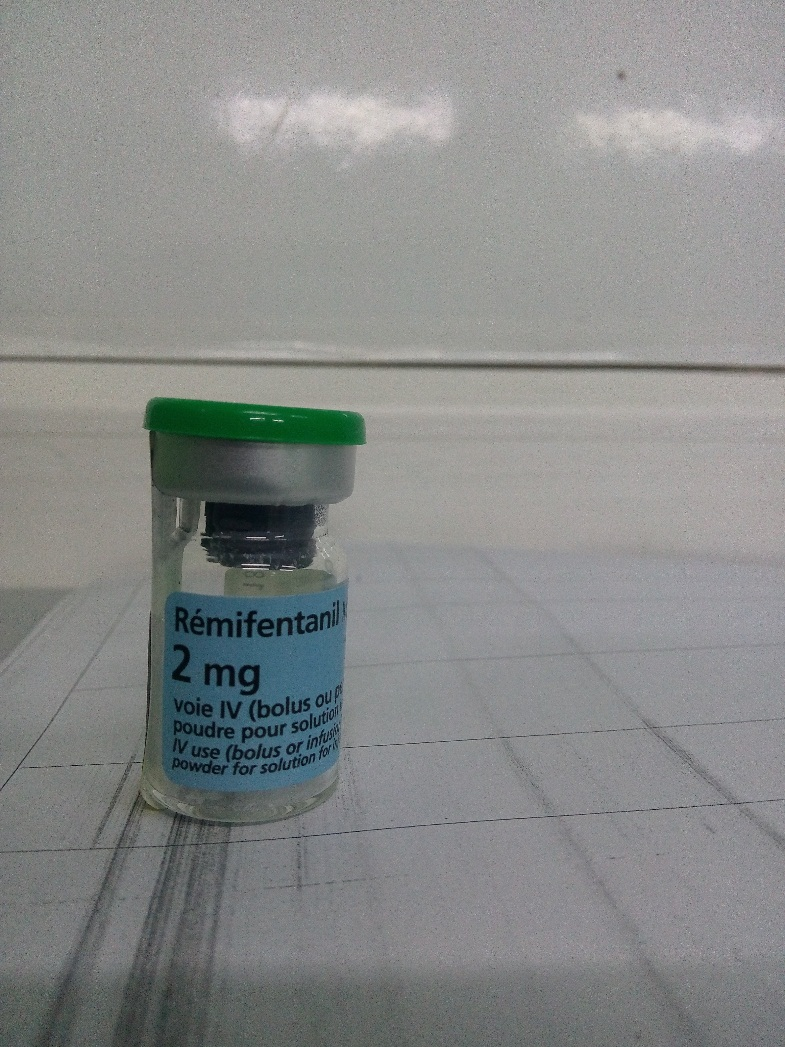 Rémifentanil
2 mg
voie IV (bolus ou
poudre pour solution
IV use (bolus or
powder for solution for